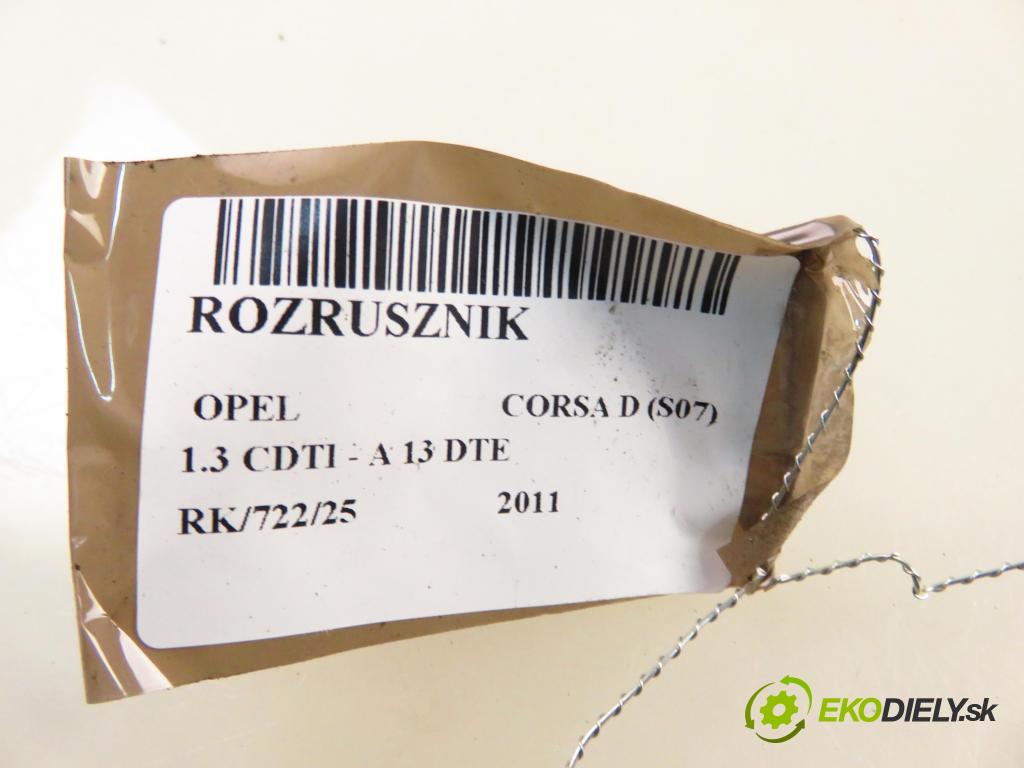 ROZRUSZNIK
OPEL CORSA D (S07)
1.3 CDTI - A 13 DTE
RK/722/25 2011
EKODIELY.sk